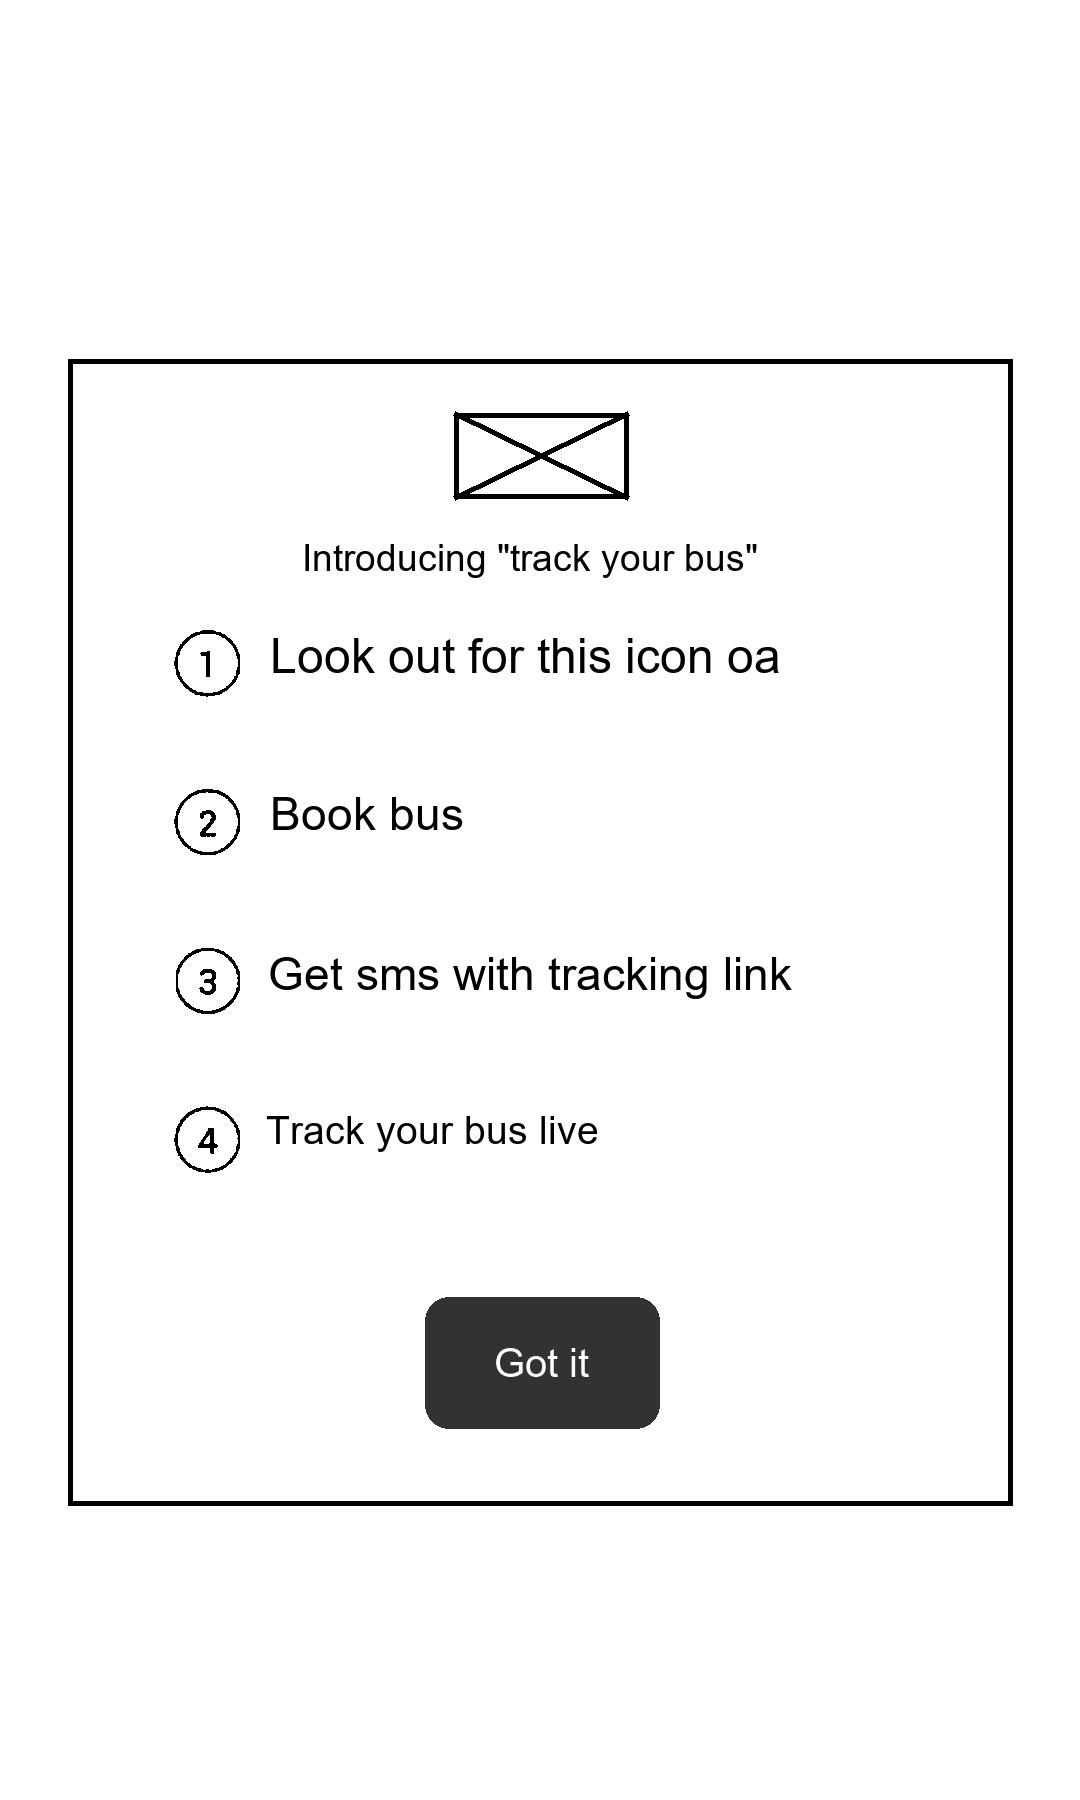 Introducing "track your bus"
1 Look out for this icon oa
2 Book bus
3 Get sms with tracking link
4 Track your bus live
Got it